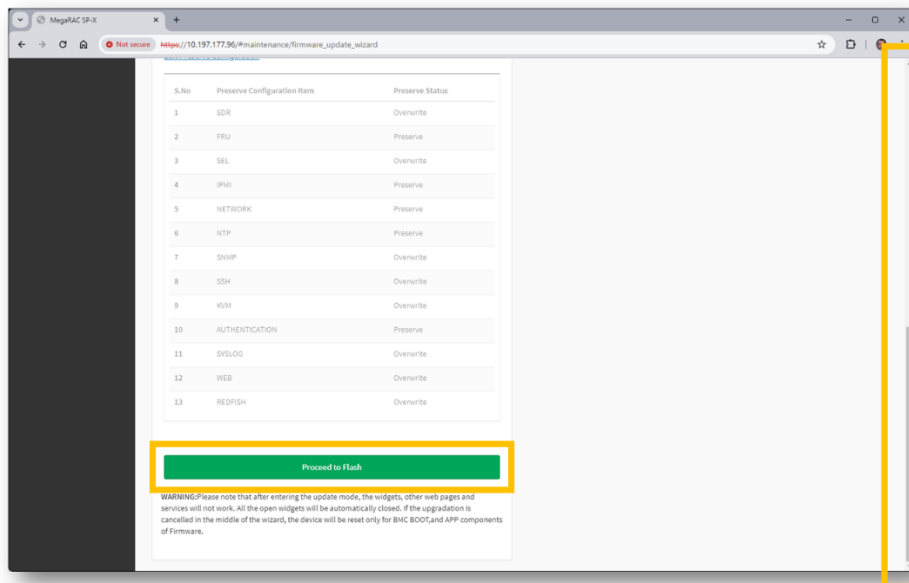 MegaRAC SP-X
Not secure https://10.197.177.96/#maintenance/firmware_update_wizard
S.No Preserve Configuration Item Preserve Status
1 SDR Overwrite
2 FRU Preserve
3 SEL Overwrite
4 IPMI Preserve
5 NETWORK Preserve
6 NTP Preserve
7 SNMP Overwrite
8 SSH Overwrite
9 KVM Overwrite
10 AUTHENTICATION Preserve
11 SYSLOG Overwrite
12 WEB Overwrite
13 REDFISH Overwrite
Proceed to Flash
WARNING:Please note that after entering the update mode, the widgets, other web pages and
services will not work. All the open widgets will be automatically closed. If the upgradation is
cancelled in the middle of the wizard, the device will be reset only for BMC BOOT,and APP components
of Firmware.